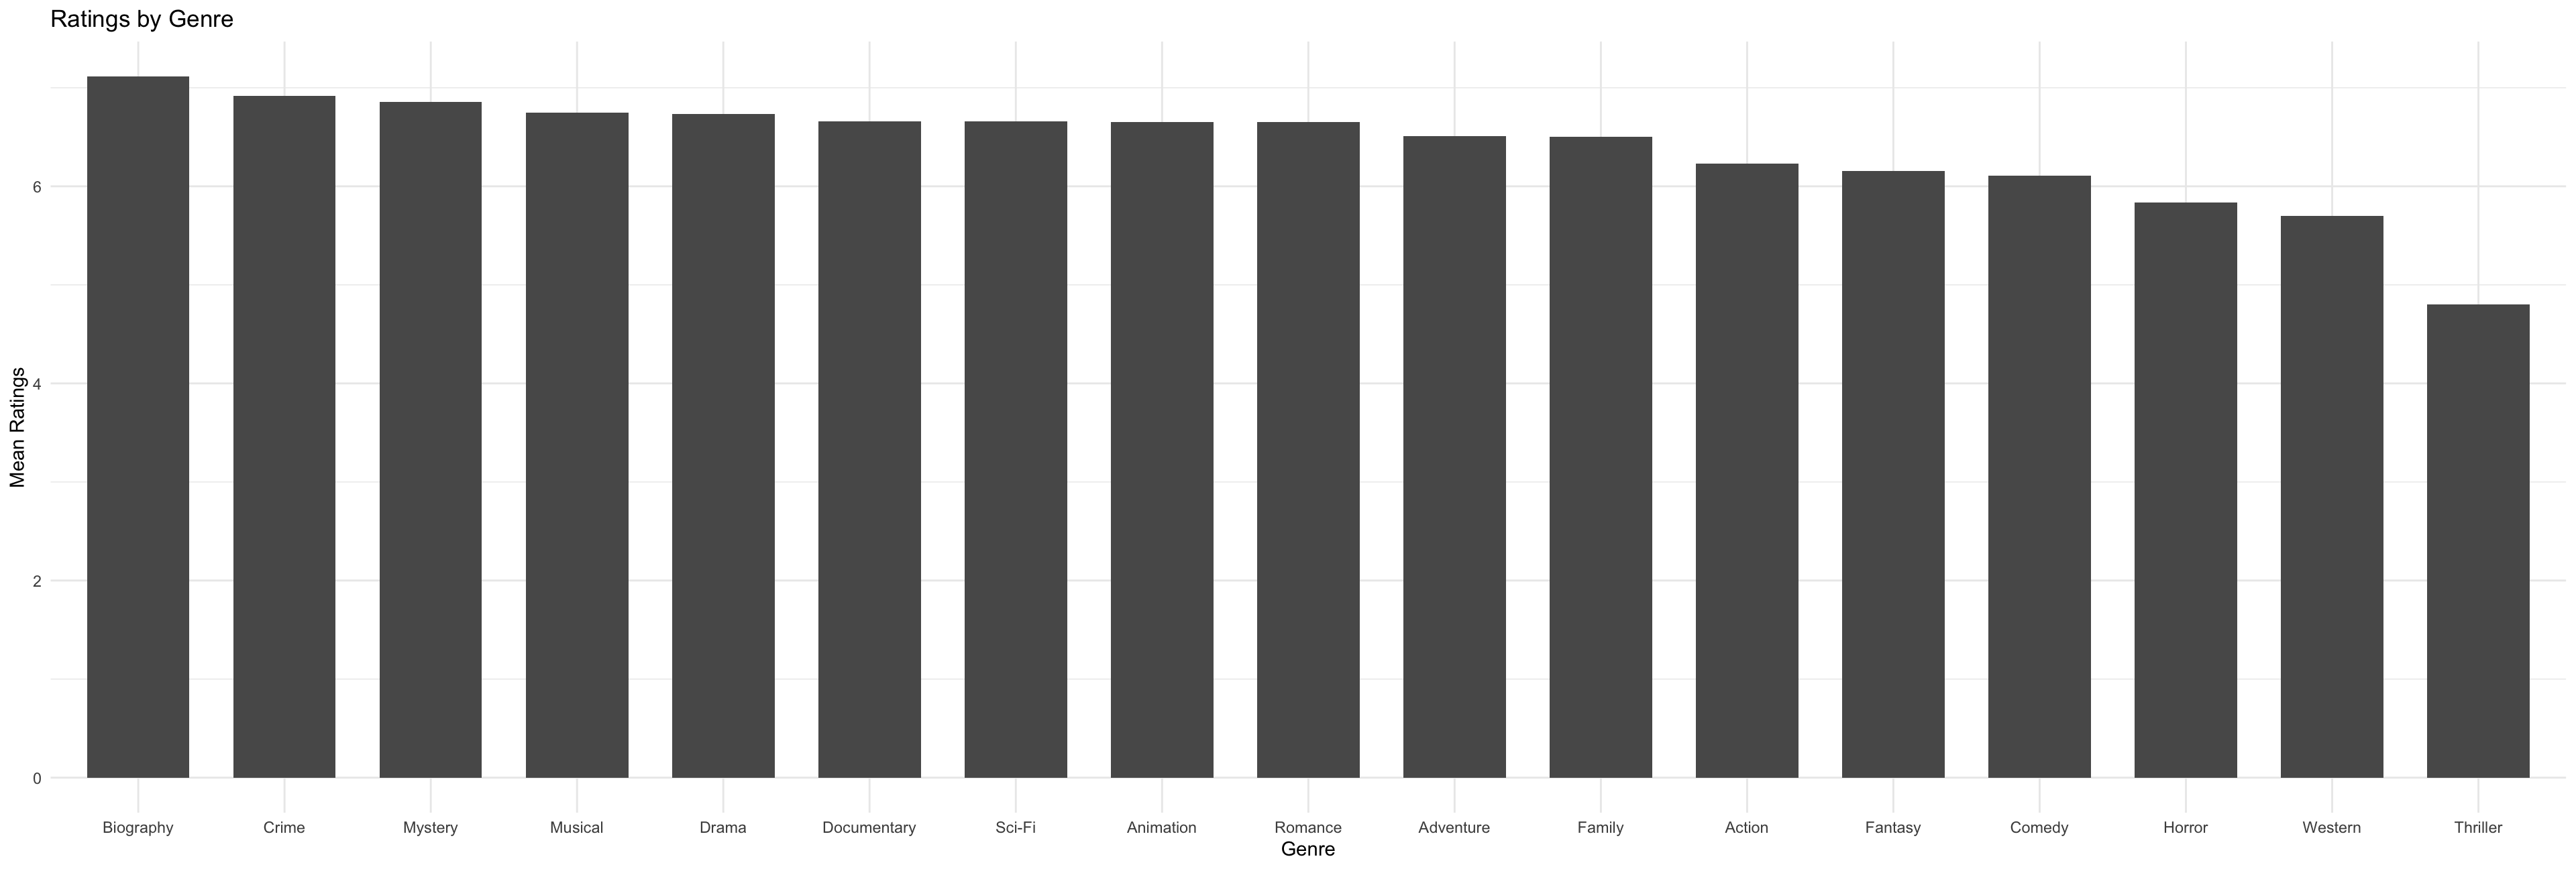 Ratings by Genre
Mean Ratings
6
4
2
0
Biography Crime Mystery Musical Drama Documentary Sci-Fi Animation Romance Adventure Family Action Fantasy Comedy Horror Western Thriller
Genre